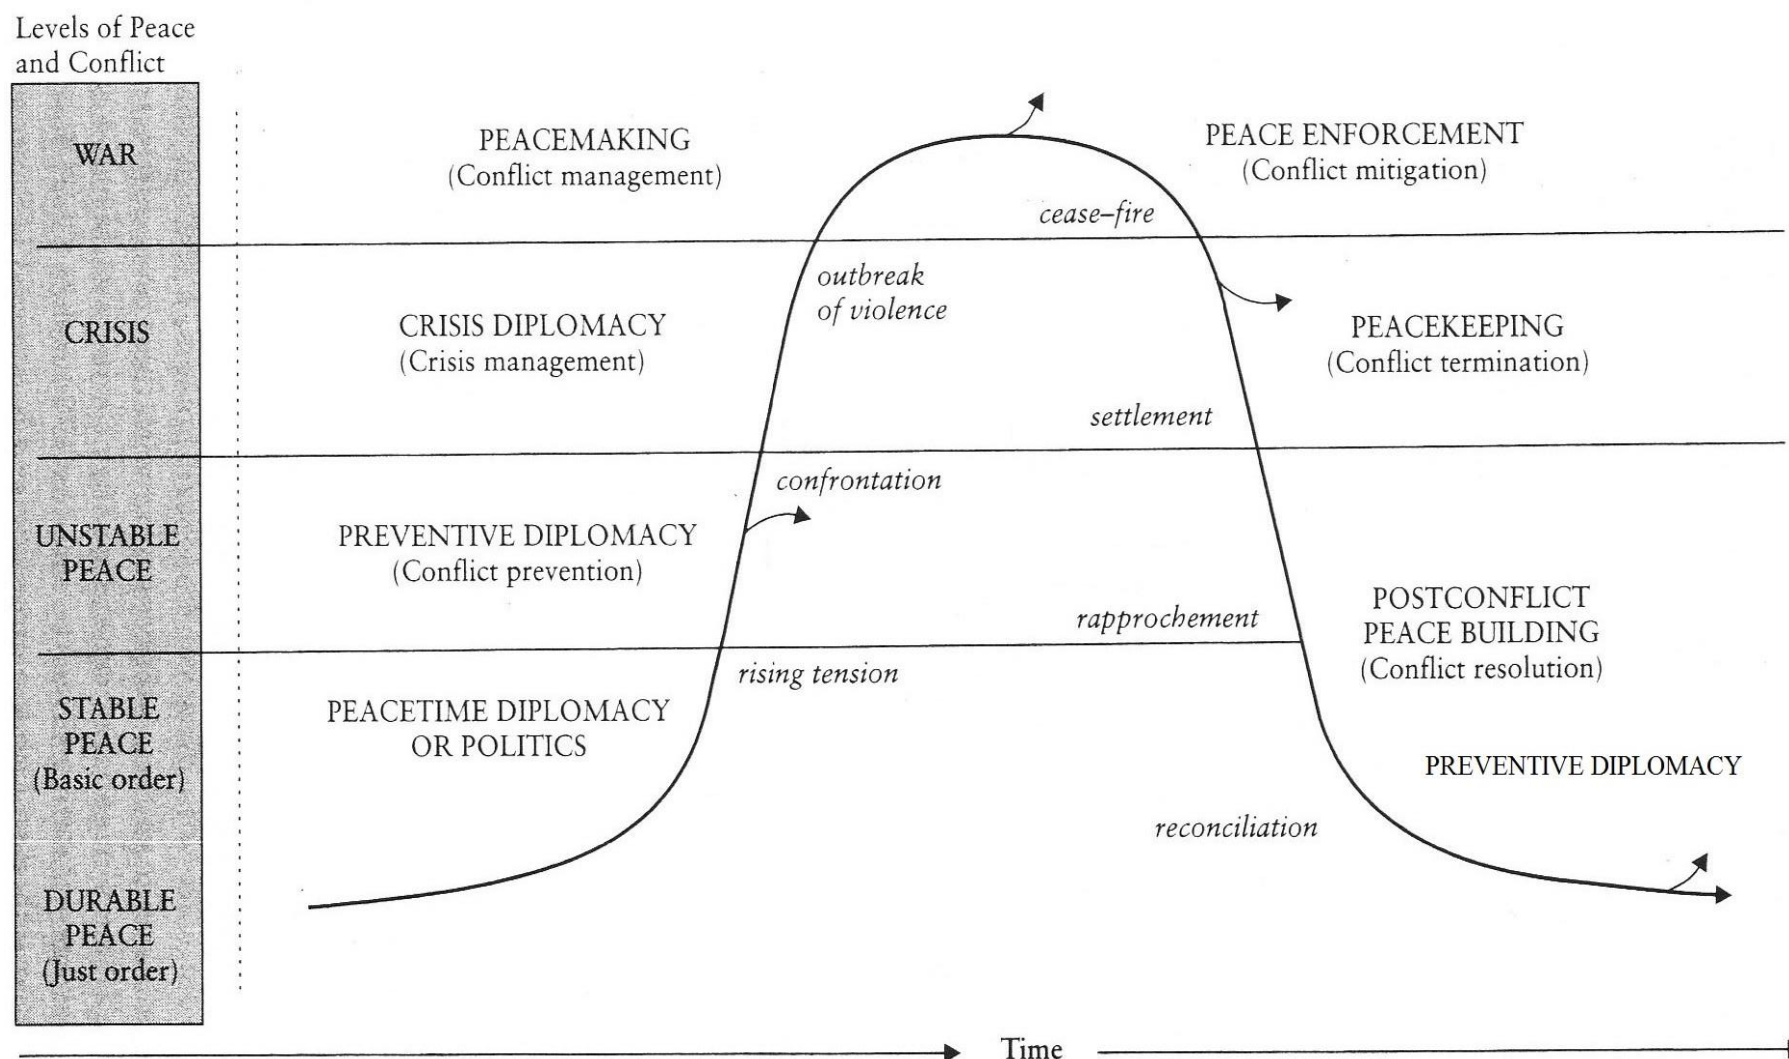 Levels of Peace
and Conflict
WAR
PEACEMAKING
(Conflict management)
PEACE ENFORCEMENT
(Conflict mitigation)
cease–fire
outbreak
of violence
CRISIS
CRISIS DIPLOMACY
(Crisis management)
PEACEKEEPING
(Conflict termination)
settlement
confrontation
UNSTABLE
PEACE
PREVENTIVE DIPLOMACY
(Conflict prevention)
POSTCONFLICT
PEACE BUILDING
(Conflict resolution)
rapprochement
rising tension
STABLE
PEACE
(Basic order)
PEACETIME DIPLOMACY
OR POLITICS
PREVENTIVE DIPLOMACY
reconciliation
DURABLE
PEACE
(Just order)
Time